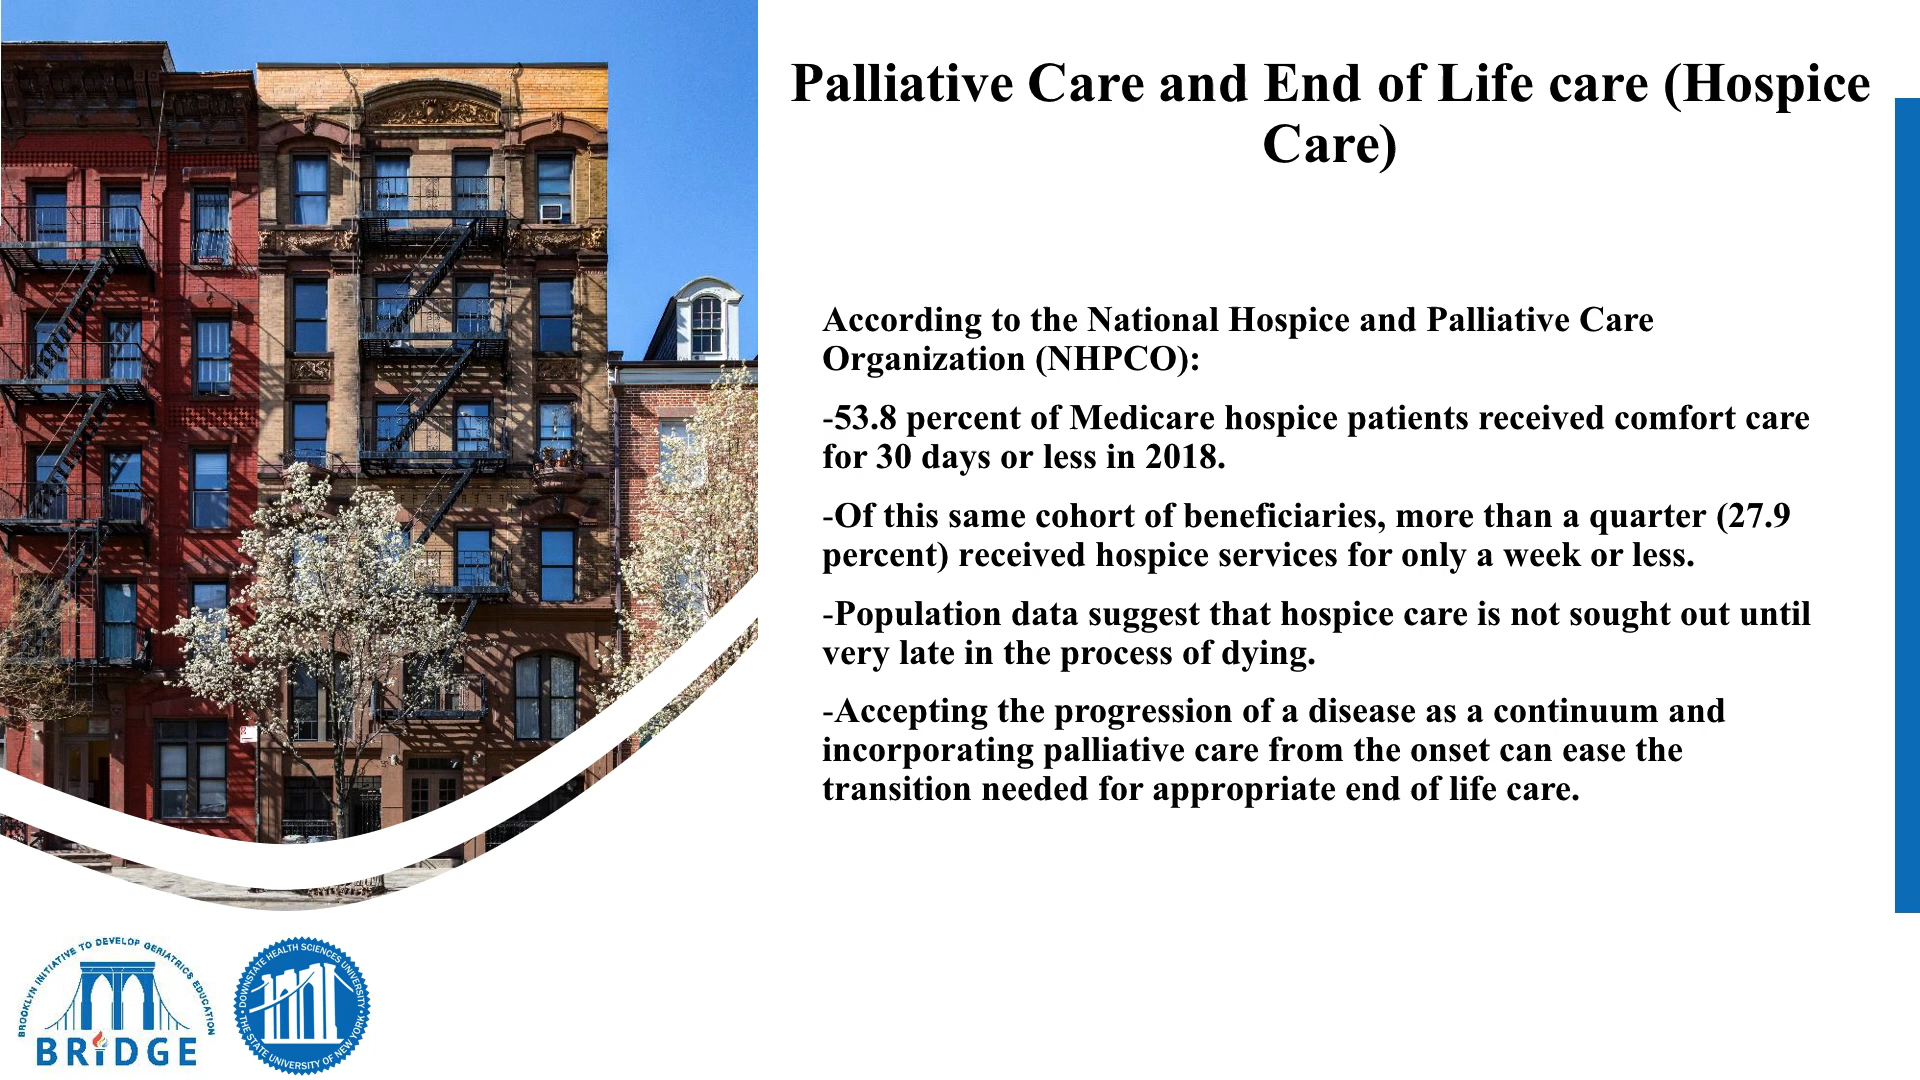 Palliative Care and End of Life care (Hospice
Care)
According to the National Hospice and Palliative Care
Organization (NHPCO):
-53.8 percent of Medicare hospice patients received comfort care
for 30 days or less in 2018.
-Of this same cohort of beneficiaries, more than a quarter (27.9
percent) received hospice services for only a week or less.
-Population data suggest that hospice care is not sought out until
very late in the process of dying.
-Accepting the progression of a disease as a continuum and
incorporating palliative care from the onset can ease the
transition needed for appropriate end of life care.
BROOKLYN INITIATIVE TO DEVELOP GERIATRICS EDUCATION
BRiDGE
DOWNSTATE HEALTH SCIENCES UNIVERSITY
THE STATE UNIVERSITY OF NEW YORK